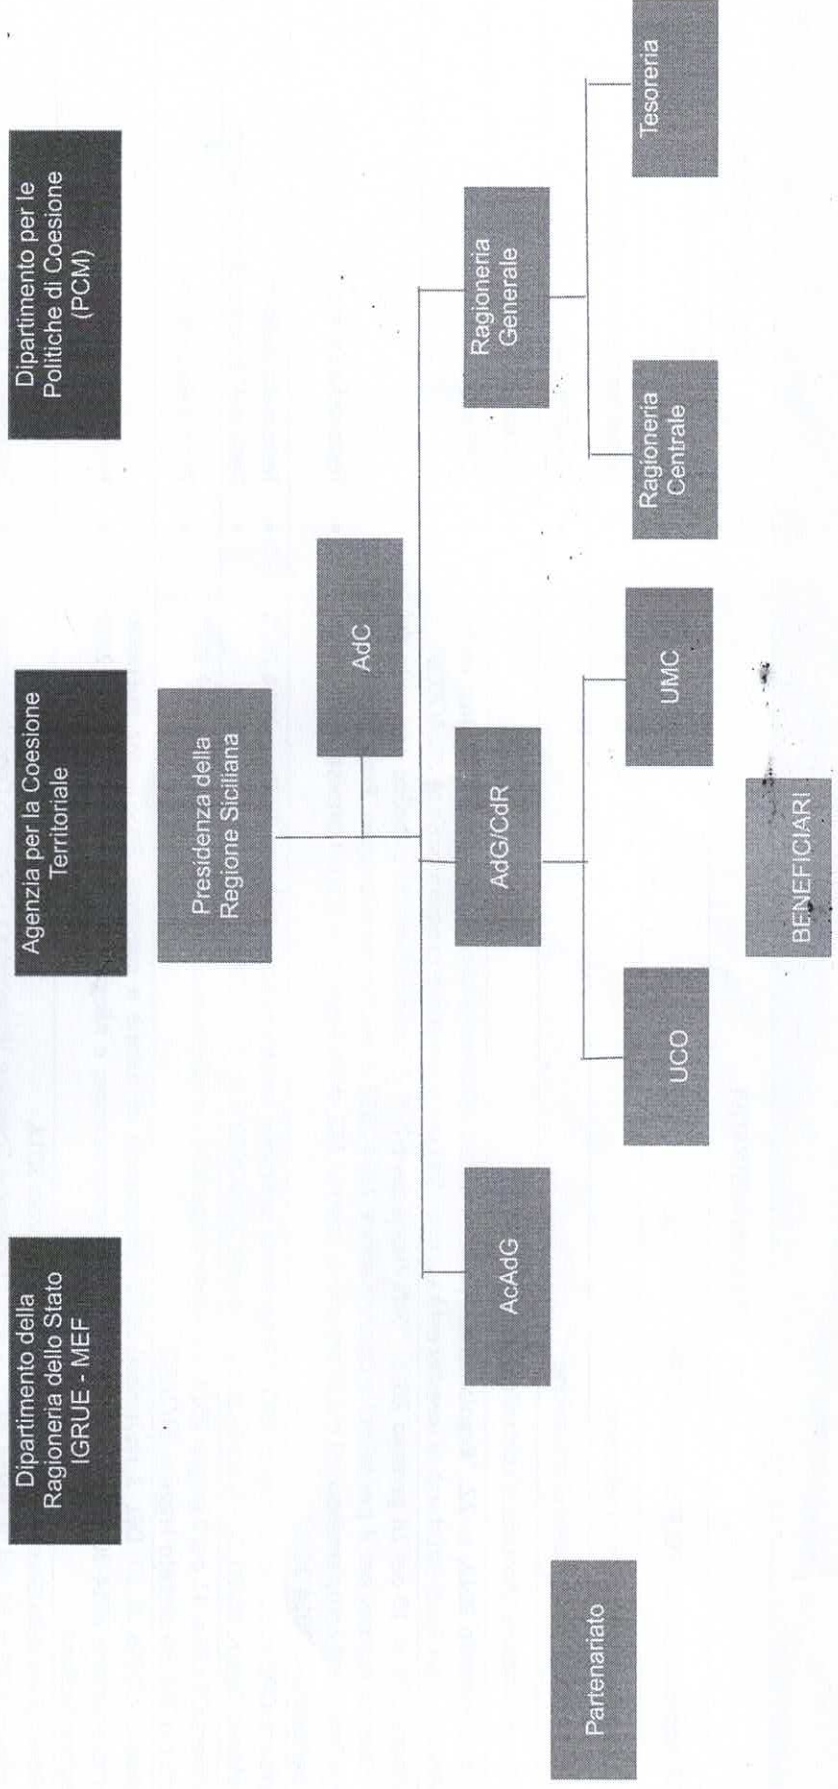 Dipartimento della
Ragioneria dello Stato
IGRUE - MEF
Agenzia per la Coesione
Territoriale
Dipartimento per le
Politiche di Coesione
(PCM)
Presidenza della
Regione Siciliana
AdC
AcAdG
AdG/CdR
Ragioneria
Generale
Partenariato
UCO
UMC
Ragioneria
Centrale
Tesoreria
BENEFICIARI